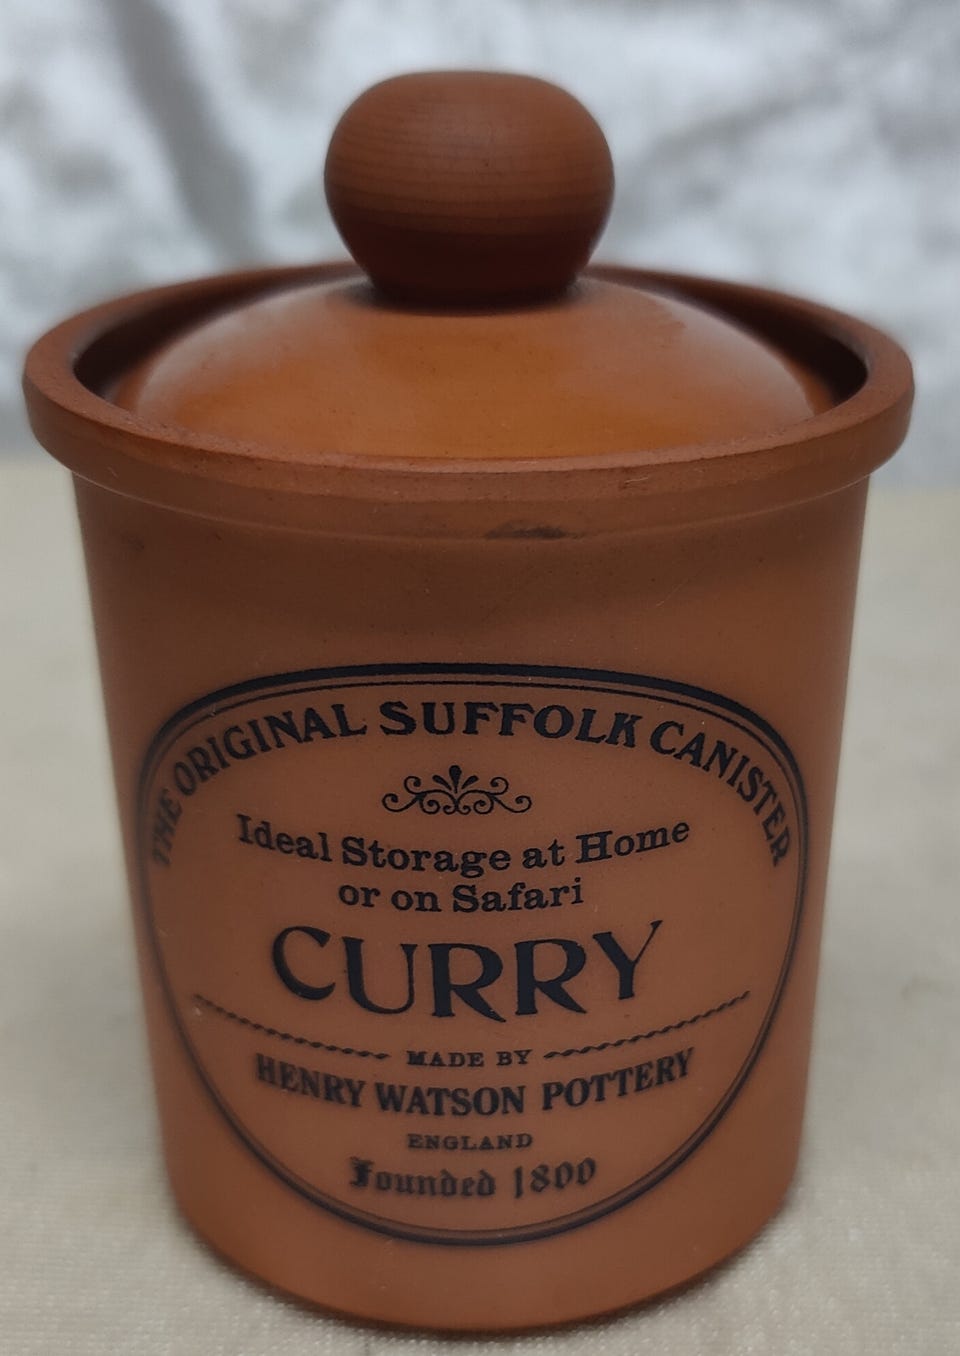 THE ORIGINAL SUFFOLK CANISTER
Ideal Storage at Home
or on Safari
CURRY
MADE BY
HENRY WATSON POTTERY
ENGLAND
Founded 1800